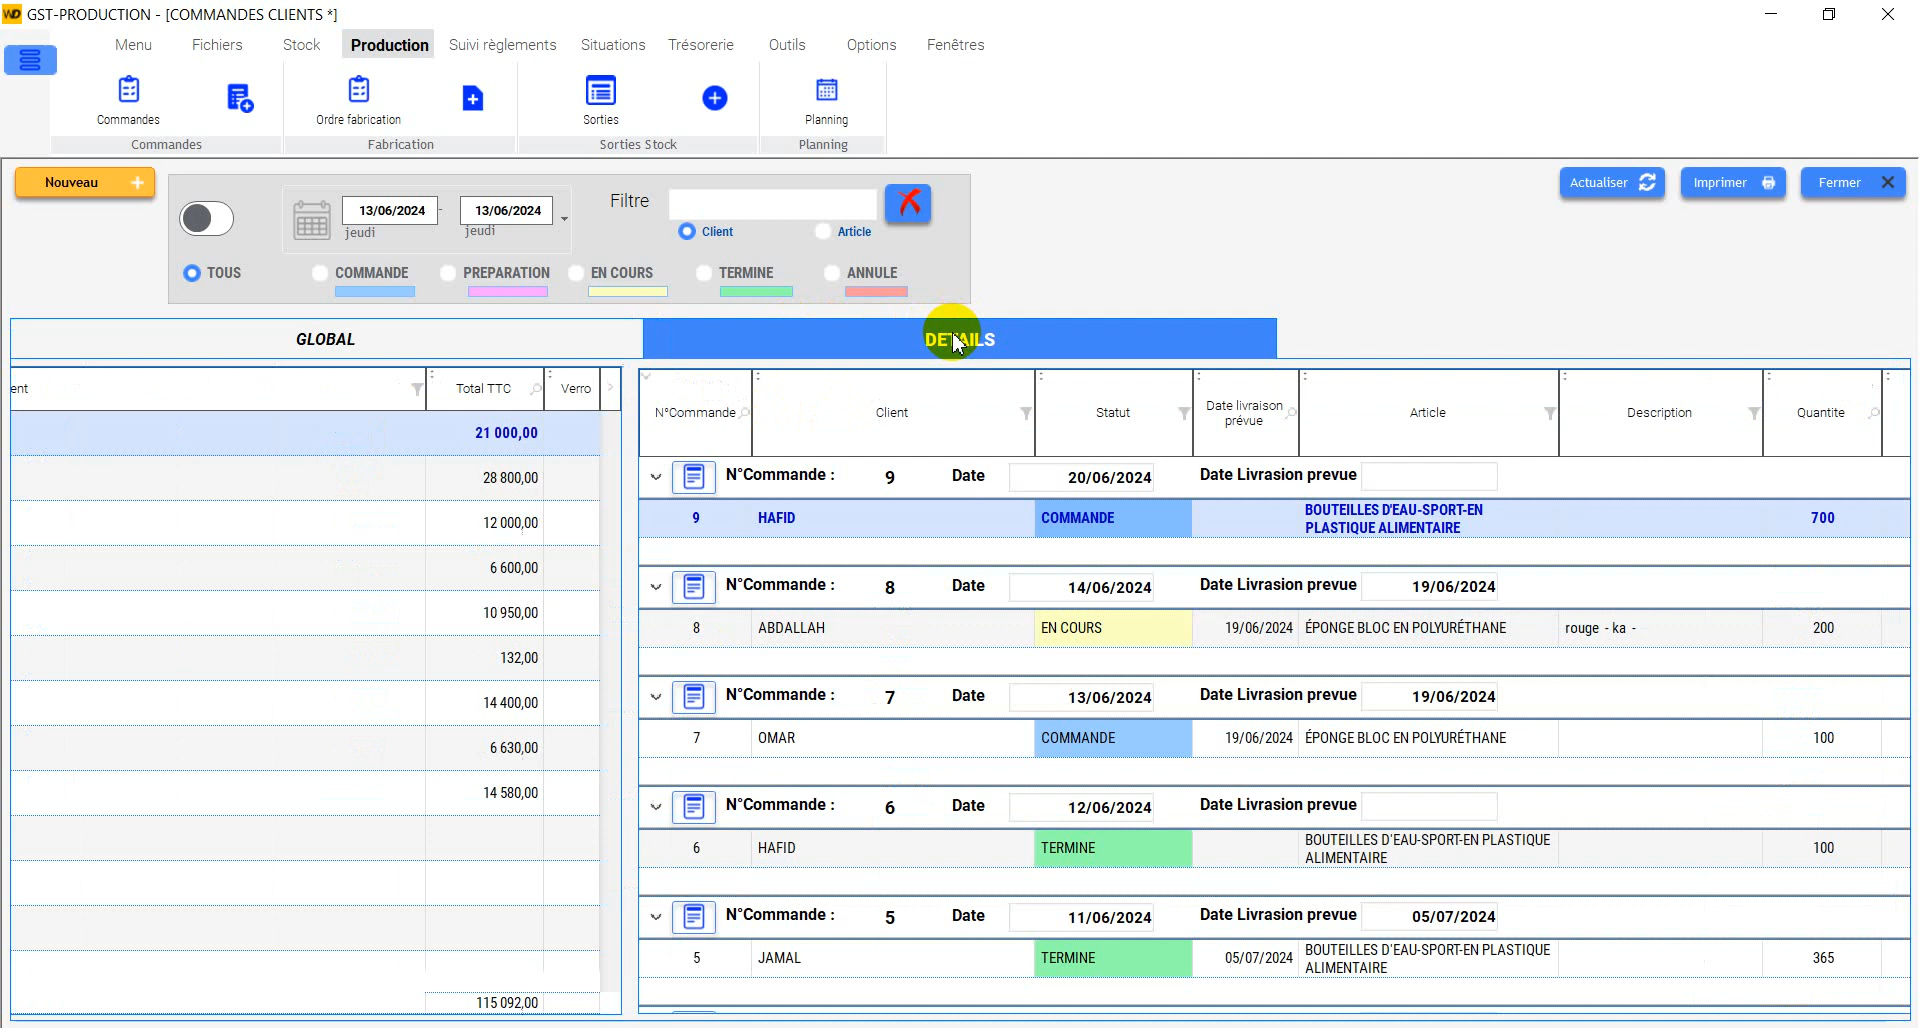 GST-PRODUCTION - [COMMANDES CLIENTS *]
Menu Fichiers Stock Production Suivi règlements Situations Trésorerie Outils Options Fenêtres
Commandes Ordre fabrication Sorties Planning
Commandes Fabrication Sorties Stock Planning
Nouveau
13/06/2024 - 13/06/2024
jeudi jeudi
Filtre
Client Article
Actualiser Imprimer Fermer
TOUS COMMANDE PREPARATION EN COURS TERMINE ANNULE
GLOBAL DETAILS
ent Total TTC Verro
21 000,00
28 800,00
12 000,00
6 600,00
10 950,00
132,00
14 400,00
6 630,00
14 580,00
115 092,00
N°Commande Client Statut Date livraison prévue Article Description Quantite
N°Commande : 9 Date 20/06/2024 Date Livrasion prevue
9 HAFID COMMANDE BOUTEILLES D'EAU-SPORT-EN PLASTIQUE ALIMENTAIRE 700
N°Commande : 8 Date 14/06/2024 Date Livrasion prevue 19/06/2024
8 ABDALLAH EN COURS 19/06/2024 ÉPONGE BLOC EN POLYURÉTHANE rouge - ka - 200
N°Commande : 7 Date 13/06/2024 Date Livrasion prevue 19/06/2024
7 OMAR COMMANDE 19/06/2024 ÉPONGE BLOC EN POLYURÉTHANE 100
N°Commande : 6 Date 12/06/2024 Date Livrasion prevue
6 HAFID TERMINE BOUTEILLES D'EAU-SPORT-EN PLASTIQUE ALIMENTAIRE 100
N°Commande : 5 Date 11/06/2024 Date Livrasion prevue 05/07/2024
5 JAMAL TERMINE 05/07/2024 BOUTEILLES D'EAU-SPORT-EN PLASTIQUE ALIMENTAIRE 365